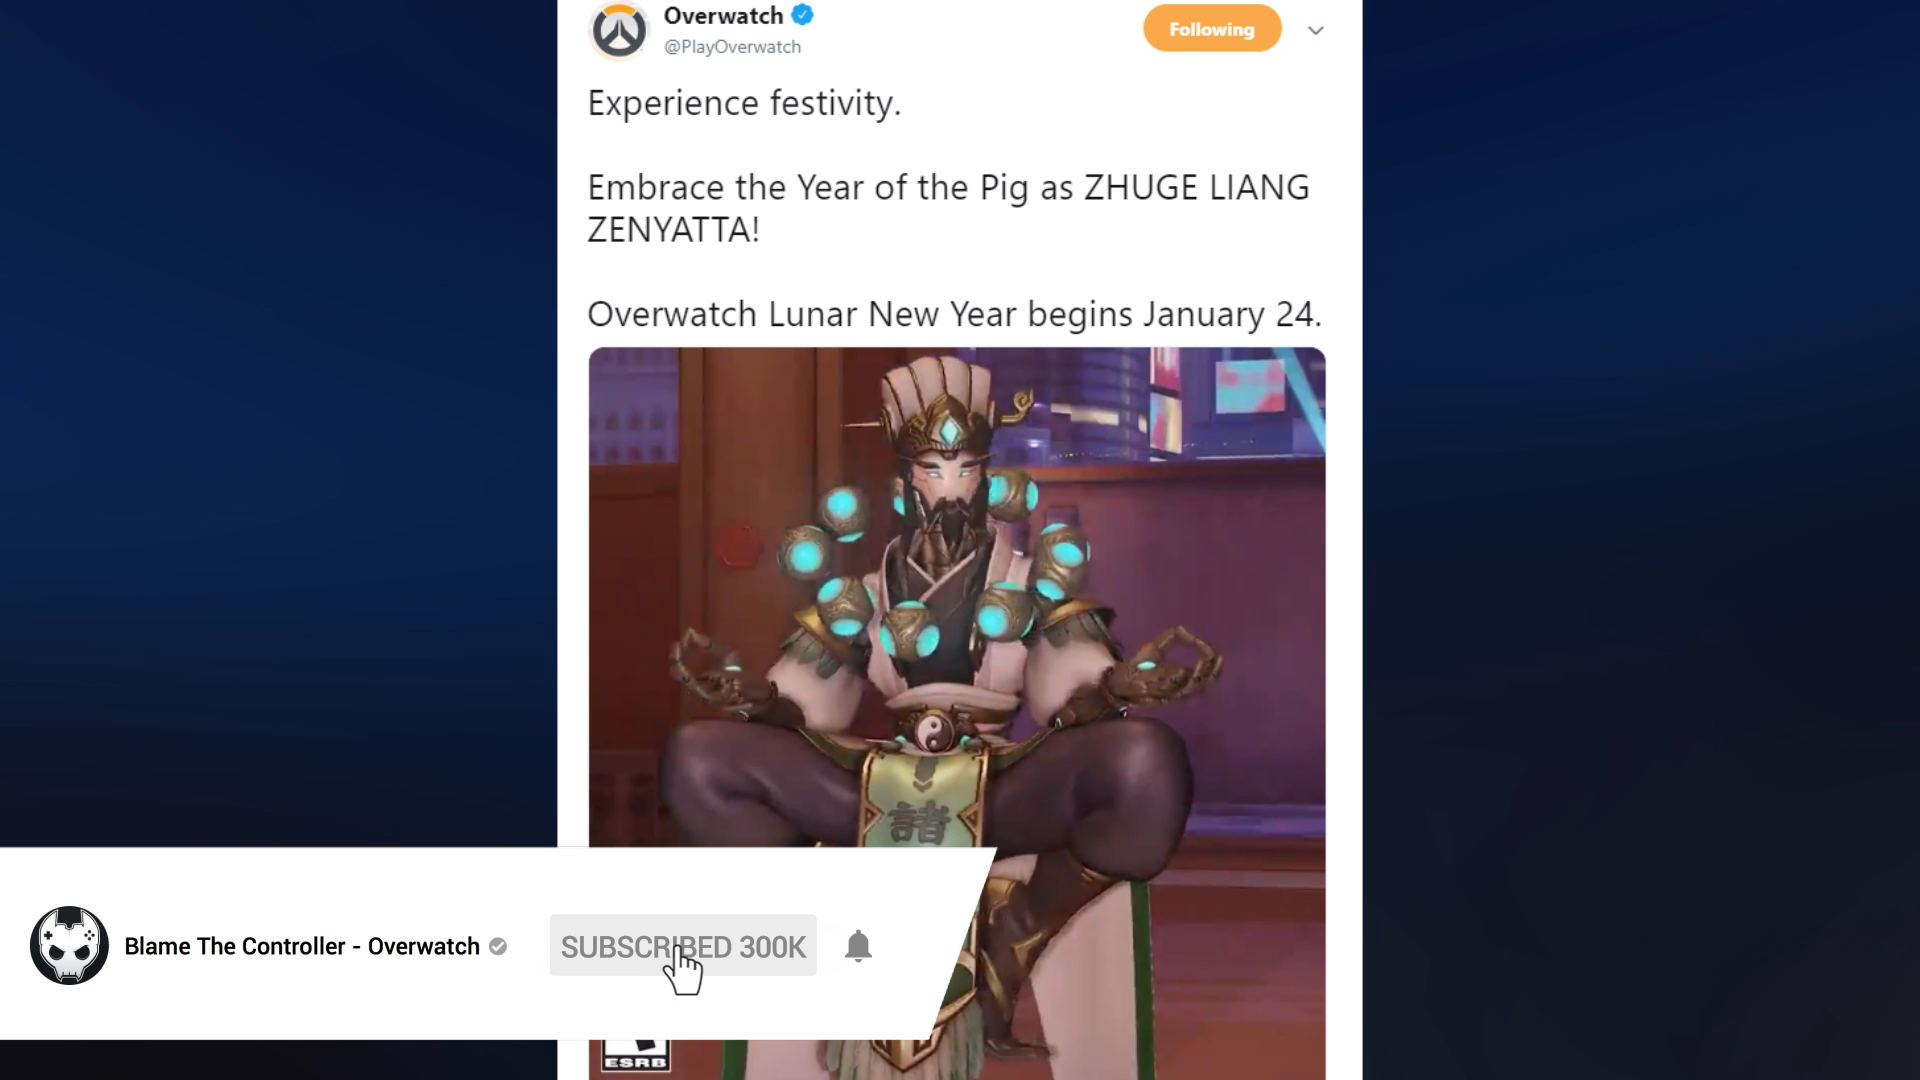 Overwatch
@PlayOverwatch
Following
Experience festivity.
Embrace the Year of the Pig as ZHUGE LIANG
ZENYATTA!
Overwatch Lunar New Year begins January 24.
諸
Blame The Controller - Overwatch
SUBSCRIBED 300K
ESRB